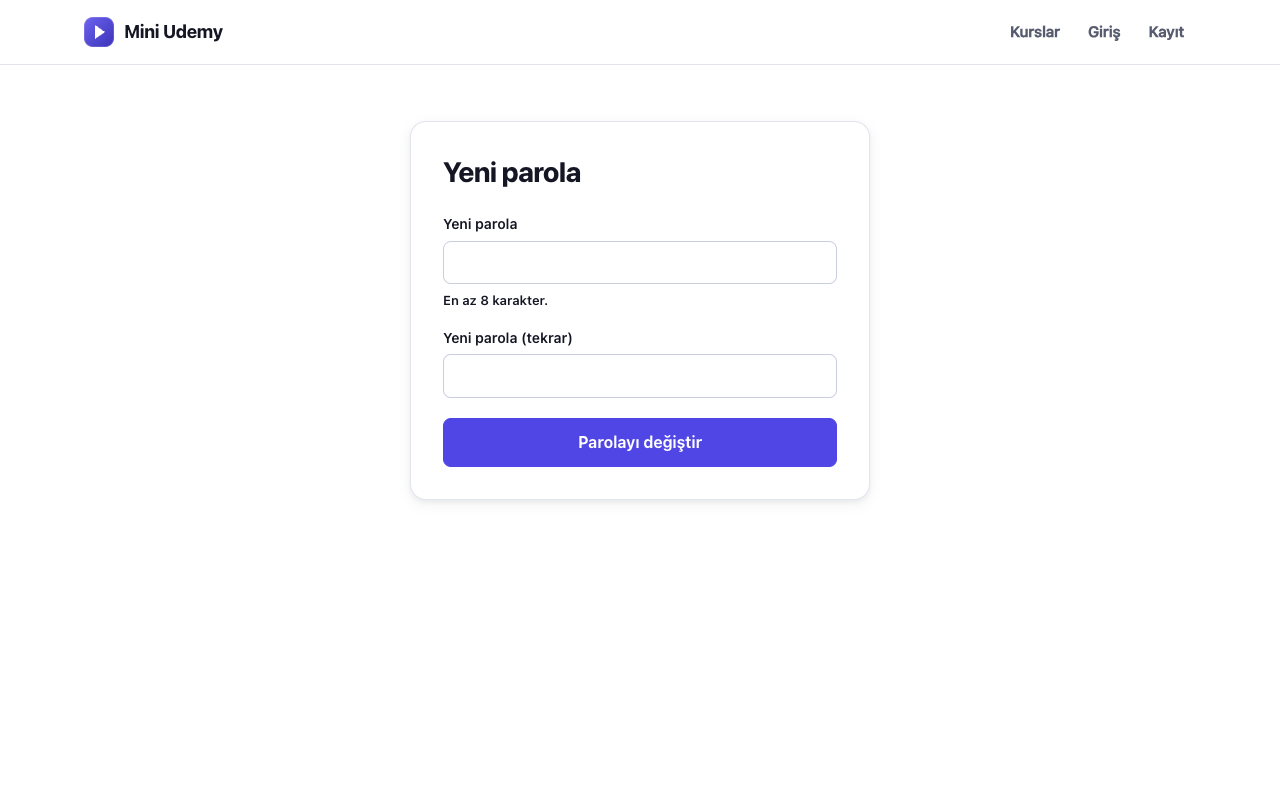 Mini Udemy
Kurslar Giriş Kayıt
Yeni parola
Yeni parola
En az 8 karakter.
Yeni parola (tekrar)
Parolayı değiştir